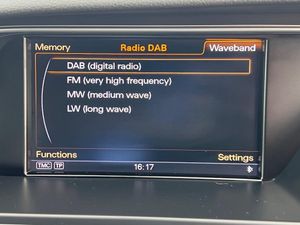 Memory Radio DAB Waveband
DAB (digital radio)
FM (very high frequency)
MW (medium wave)
LW (long wave)
Functions Settings
TMC TP 16:17